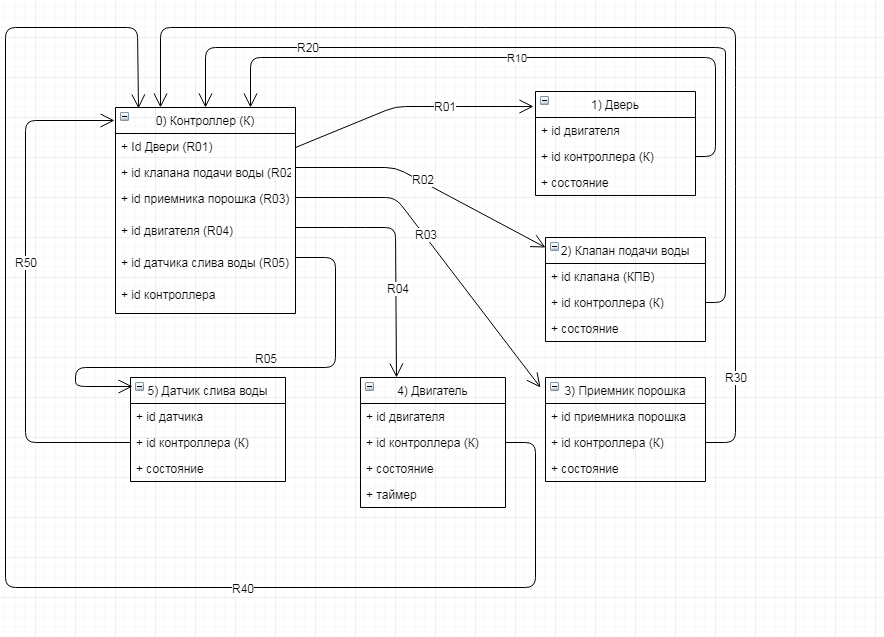 R20
R10
0) Контроллер (К)
+ Id Двери (R01)
+ id клапана подачи воды (R02
+ id приемника порошка (R03)
+ id двигателя (R04)
+ id датчика слива воды (R05)
+ id контроллера
R01
1) Дверь
+ id двигателя
+ id контроллера (К)
+ состояние
R02
2) Клапан подачи воды
+ id клапана (КПВ)
+ id контроллера (К)
+ состояние
R03
R50
R04
R05
5) Датчик слива воды
+ id датчика
+ id контроллера (К)
+ состояние
4) Двигатель
+ id двигателя
+ id контроллера (К)
+ состояние
+ таймер
3) Приемник порошка
+ id приемника порошка
+ id контроллера (К)
+ состояние
R30
R40